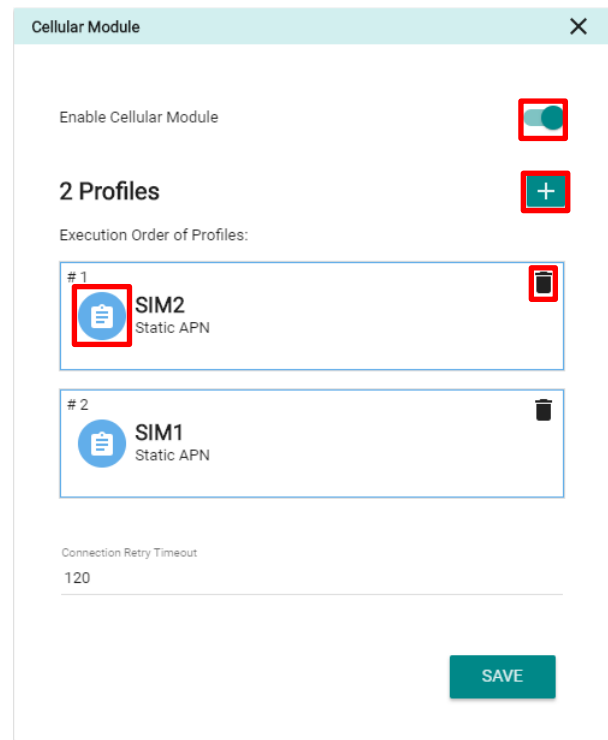 Cellular Module
Enable Cellular Module
2 Profiles
Execution Order of Profiles:
# 1
SIM2
Static APN
# 2
SIM1
Static APN
Connection Retry Timeout
120
SAVE